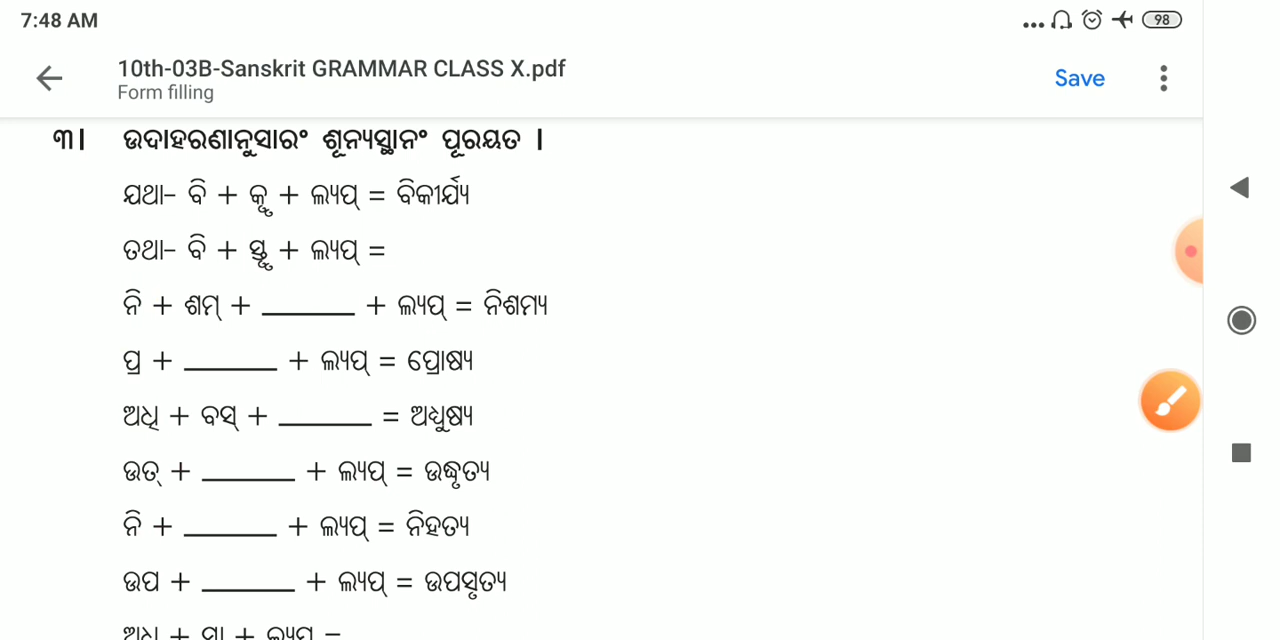 7:48 AM
98
10th-03B-Sanskrit GRAMMAR CLASS X.pdf
Form filling
Save
୩। ଉଦାହରଣାନୁସାରଂ ଶୂନ୍ୟସ୍ଥାନଂ ପୂରୟତ ।
ଯଥା- ବି + କୄ + ଲ୍ୟପ୍ = ବିକୀର୍ଯ୍ୟ
ତଥା- ବି + ସ୍ତୄ + ଲ୍ୟପ୍ =
ନି + ଶମ୍ + ______ + ଲ୍ୟପ୍ = ନିଶମ୍ୟ
ପ୍ର + ______ + ଲ୍ୟପ୍ = ପ୍ରୋଷ୍ୟ
ଅଧି + ବସ୍ + ______ = ଅଧ୍ୟୁଷ୍ୟ
ଉତ୍ + ______ + ଲ୍ୟପ୍ = ଉଦ୍ଧୃତ୍ୟ
ନି + ______ + ଲ୍ୟପ୍ = ନିହତ୍ୟ
ଉପ + ______ + ଲ୍ୟପ୍ = ଉପସୃତ୍ୟ